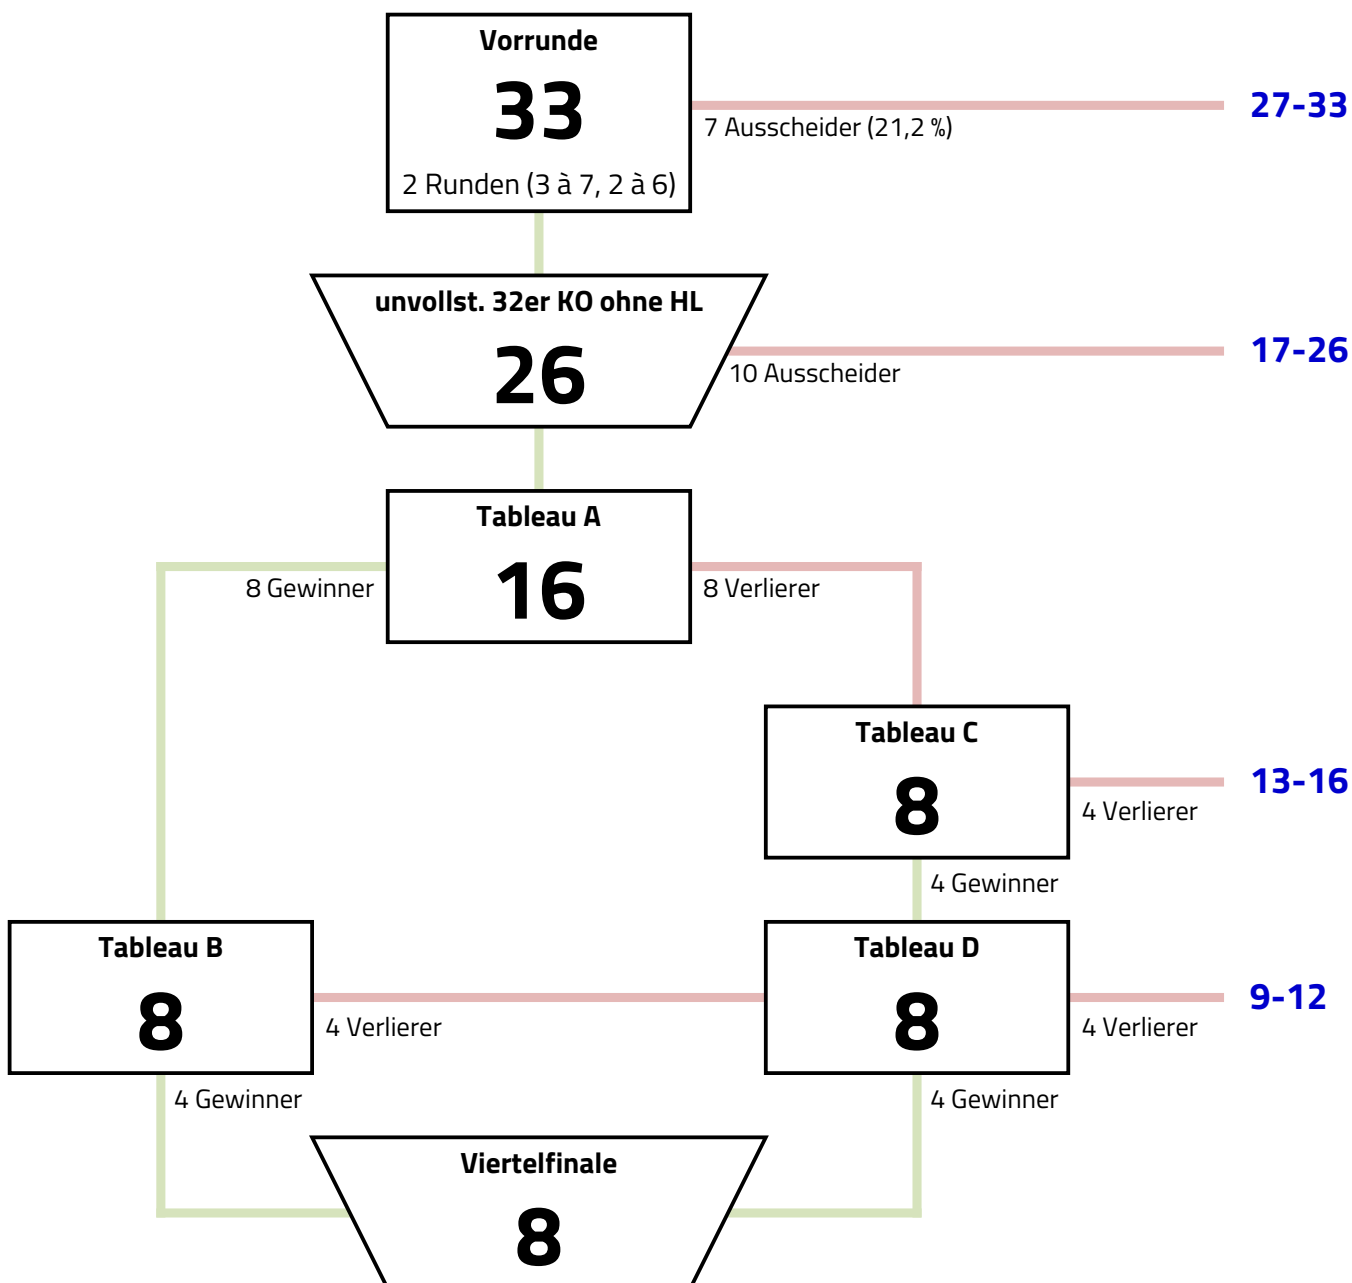 Vorrunde
33
2 Runden (3 à 7, 2 à 6)
7 Ausscheider (21,2 %)
27-33
unvollst. 32er KO ohne HL
26
10 Ausscheider
17-26
Tableau A
16
8 Gewinner
8 Verlierer
Tableau C
8
4 Verlierer
13-16
4 Gewinner
Tableau B
8
4 Verlierer
4 Gewinner
Tableau D
8
4 Verlierer
9-12
4 Gewinner
Viertelfinale
8